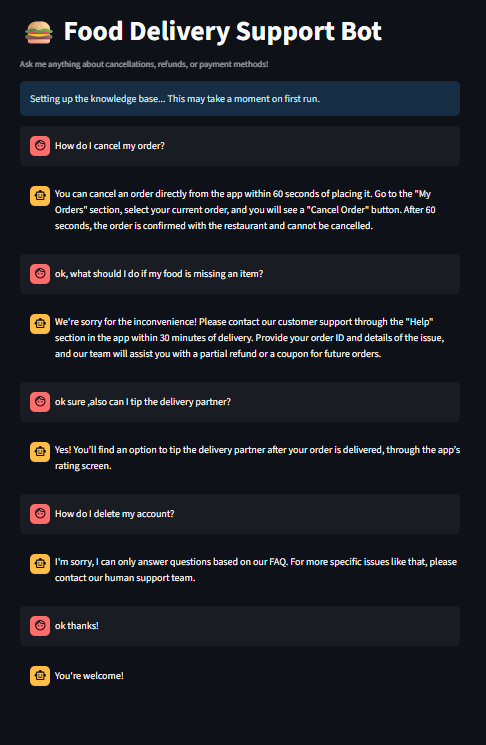 Food Delivery Support Bot
Ask me anything about cancellations, refunds, or payment methods!
Setting up the knowledge base... This may take a moment on first run.
How do I cancel my order?
You can cancel an order directly from the app within 60 seconds of placing it. Go to the "My
Orders" section, select your current order, and you will see a "Cancel Order" button. After 60
seconds, the order is confirmed with the restaurant and cannot be cancelled.
ok, what should I do if my food is missing an item?
We're sorry for the inconvenience! Please contact our customer support through the "Help"
section in the app within 30 minutes of delivery. Provide your order ID and details of the issue,
and our team will assist you with a partial refund or a coupon for future orders.
ok sure ,also can I tip the delivery partner?
Yes! You’ll find an option to tip the delivery partner after your order is delivered, through the app’s
rating screen.
How do I delete my account?
I'm sorry, I can only answer questions based on our FAQ. For more specific issues like that, please
contact our human support team.
ok thanks!
You're welcome!